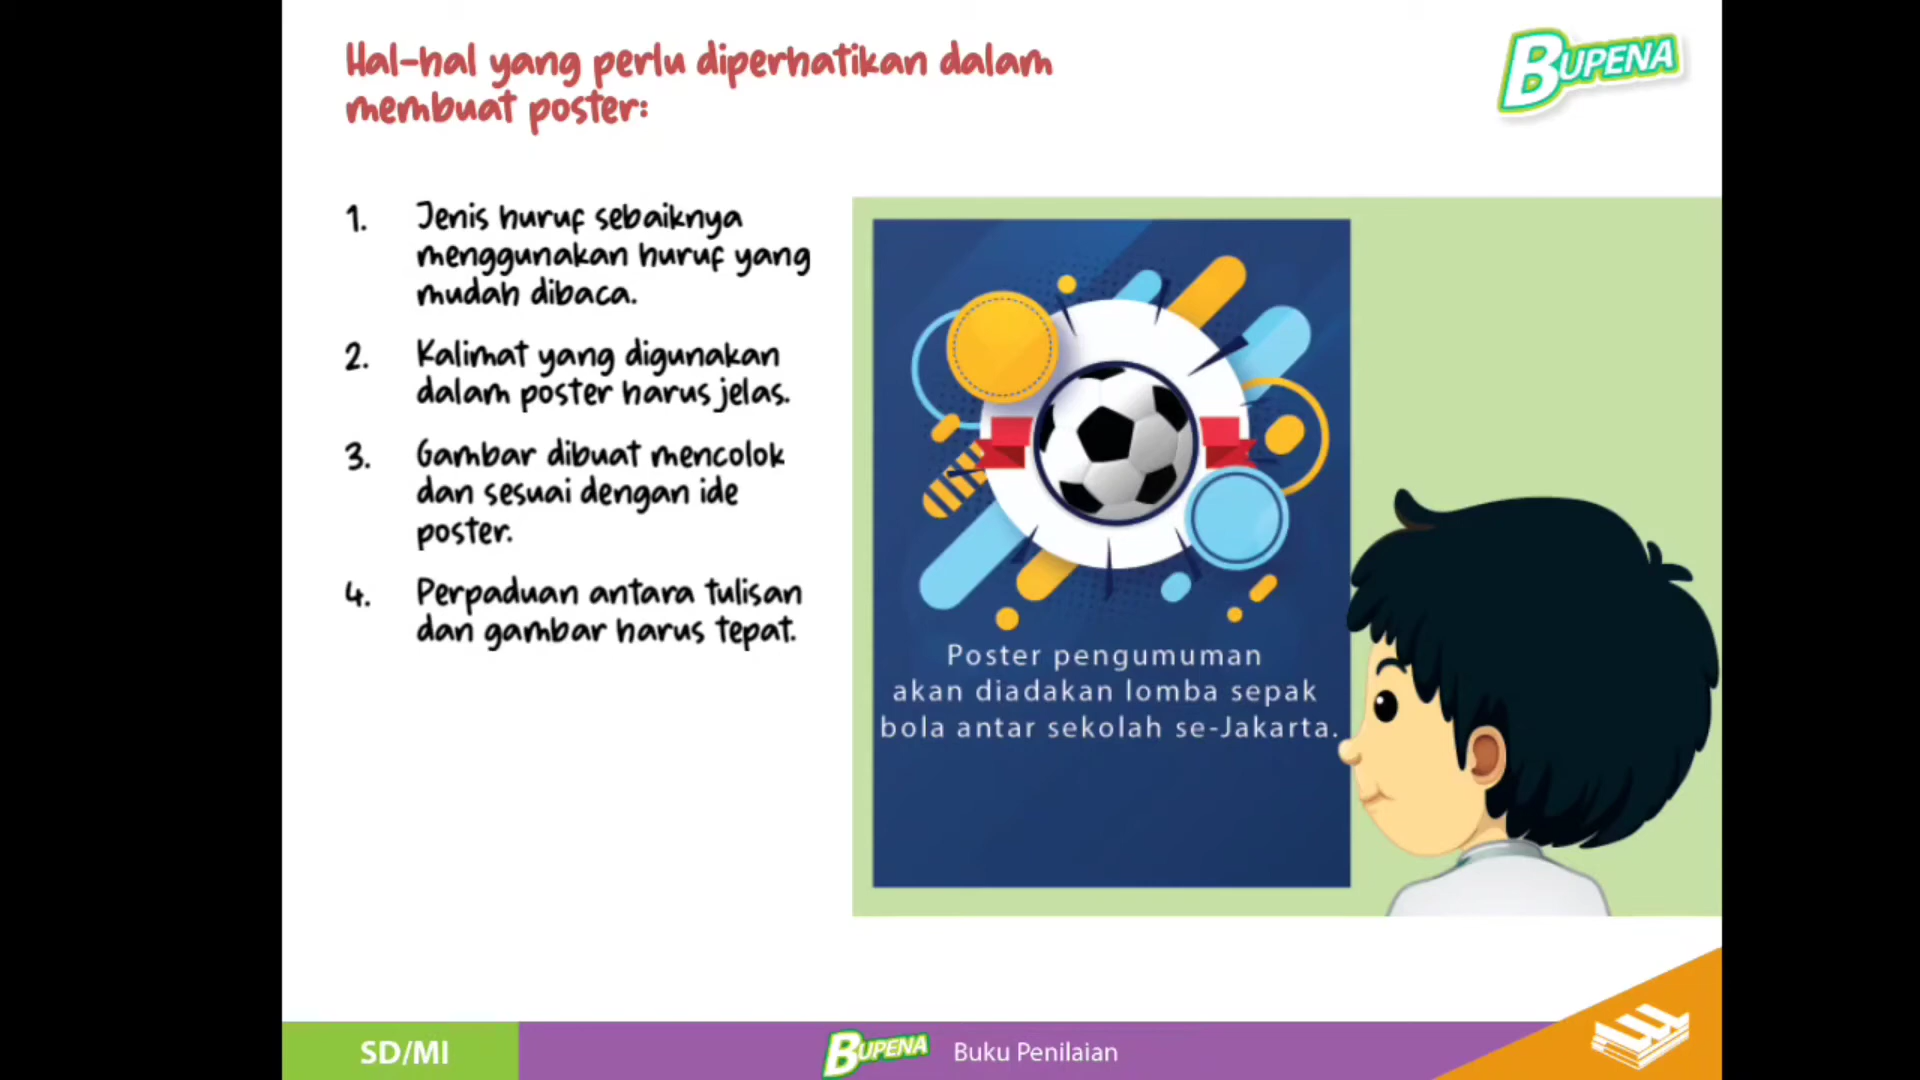 Hal-hal yang perlu diperhatikan dalam
membuat poster:
BUPENA
1. Jenis huruf sebaiknya
menggunakan huruf yang
mudah dibaca.
2. Kalimat yang digunakan
dalam poster harus jelas.
3. Gambar dibuat mencolok
dan sesuai dengan ide
poster.
4. Perpaduan antara tulisan
dan gambar harus tepat.
Poster pengumuman
akan diadakan lomba sepak
bola antar sekolah se-Jakarta.
SD/MI
BUPENA Buku Penilaian